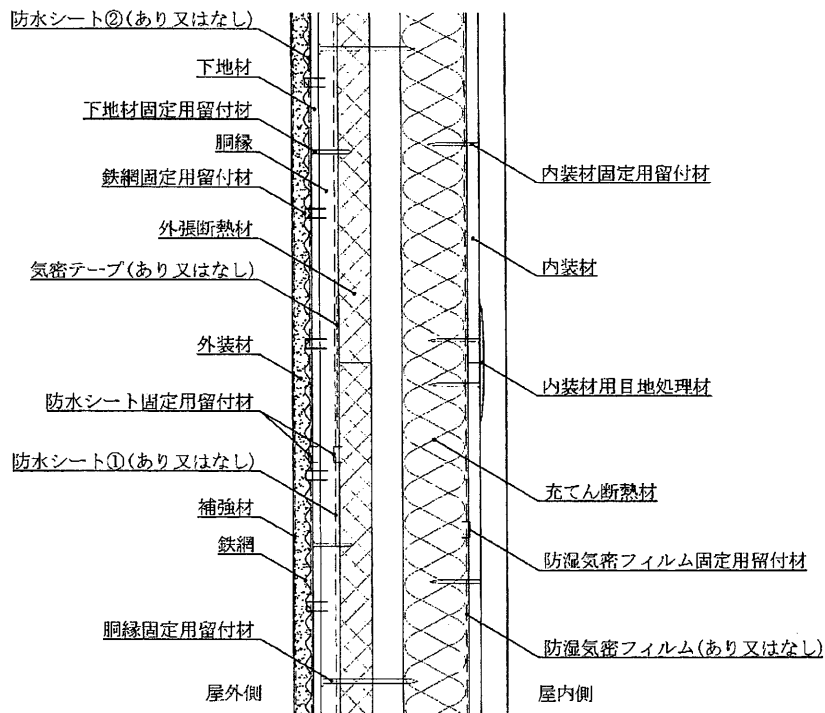 防水シート②(あり又はなし)
下地材
下地材固定用留付材
胴縁
鉄網固定用留付材
外張断熱材
気密テープ(あり又はなし)
外装材
防水シート固定用留付材
防水シート①(あり又はなし)
補強材
鉄網
胴縁固定用留付材
屋外側
内装材固定用留付材
内装材
内装材用目地処理材
充てん断熱材
防湿気密フィルム固定用留付材
防湿気密フィルム(あり又はなし)
屋内側